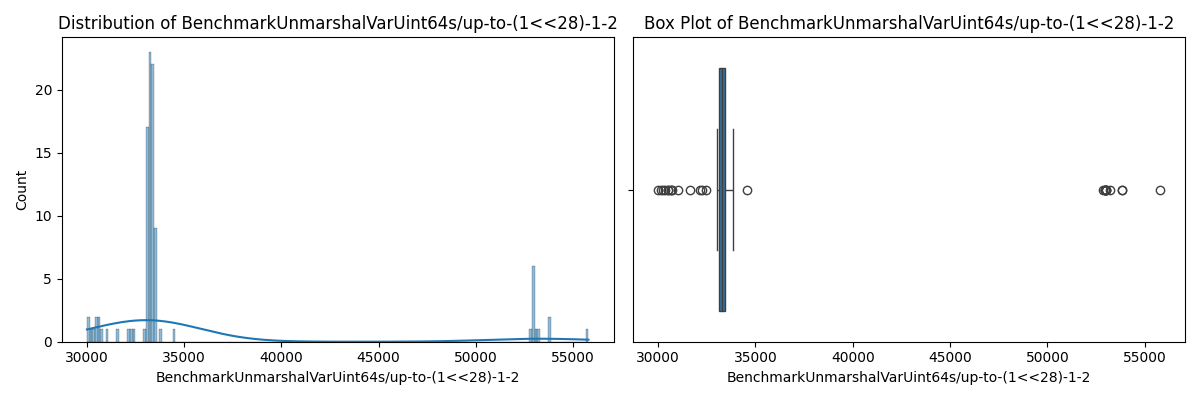 Distribution of BenchmarkUnmarshalVarUint64s/up-to-(1<<28)-1-2
Count
20
15
10
5
0
30000 35000 40000 45000 50000 55000
BenchmarkUnmarshalVarUint64s/up-to-(1<<28)-1-2
Box Plot of BenchmarkUnmarshalVarUint64s/up-to-(1<<28)-1-2
30000 35000 40000 45000 50000 55000
BenchmarkUnmarshalVarUint64s/up-to-(1<<28)-1-2